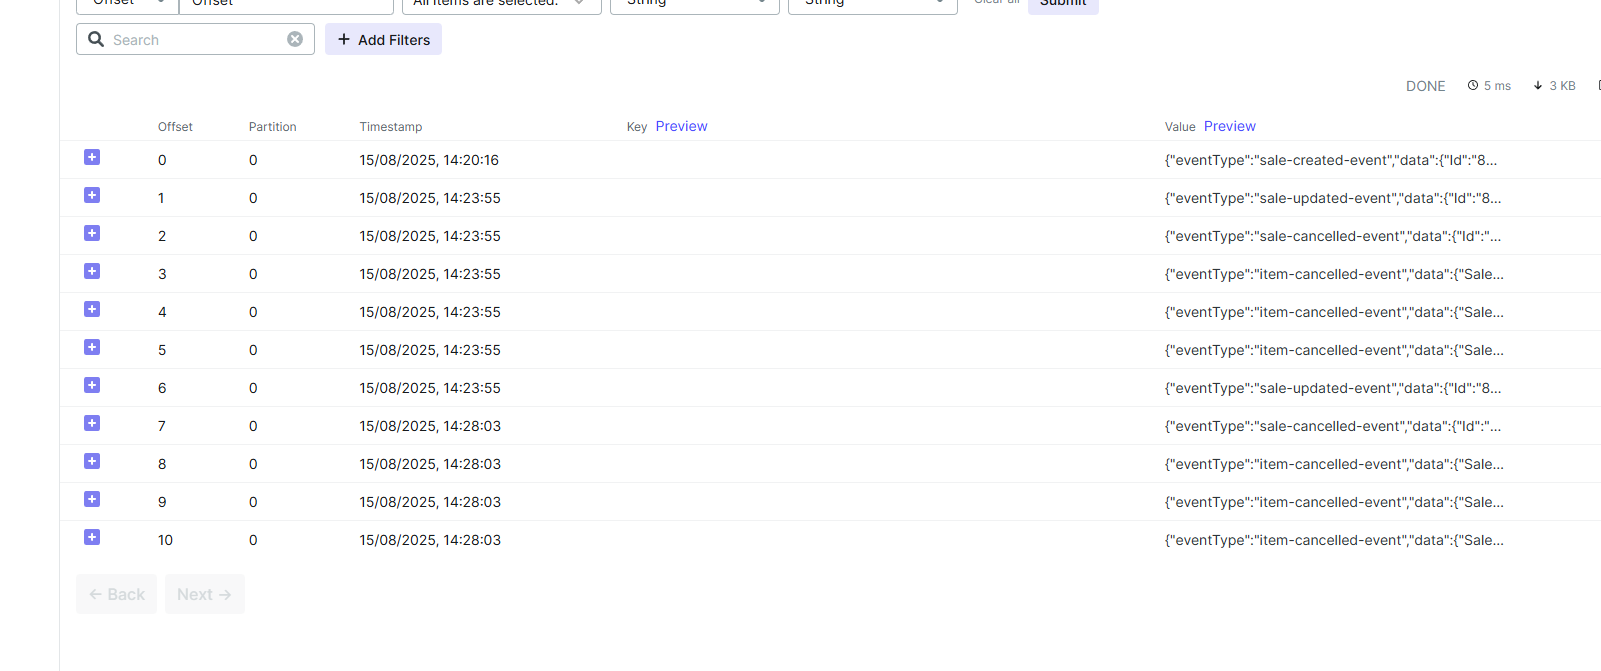 Offset Offset All items are selected. String String Clear all Submit
Search Add Filters
DONE 5 ms 3 KB
Offset Partition Timestamp Key Preview Value Preview
0 0 15/08/2025, 14:20:16 {"eventType":"sale-created-event","data":{"Id":"8...
1 0 15/08/2025, 14:23:55 {"eventType":"sale-updated-event","data":{"Id":"8...
2 0 15/08/2025, 14:23:55 {"eventType":"sale-cancelled-event","data":{"Id":"...
3 0 15/08/2025, 14:23:55 {"eventType":"item-cancelled-event","data":{"Sale...
4 0 15/08/2025, 14:23:55 {"eventType":"item-cancelled-event","data":{"Sale...
5 0 15/08/2025, 14:23:55 {"eventType":"item-cancelled-event","data":{"Sale...
6 0 15/08/2025, 14:23:55 {"eventType":"sale-updated-event","data":{"Id":"8...
7 0 15/08/2025, 14:28:03 {"eventType":"sale-cancelled-event","data":{"Id":"...
8 0 15/08/2025, 14:28:03 {"eventType":"item-cancelled-event","data":{"Sale...
9 0 15/08/2025, 14:28:03 {"eventType":"item-cancelled-event","data":{"Sale...
10 0 15/08/2025, 14:28:03 {"eventType":"item-cancelled-event","data":{"Sale...
← Back Next →